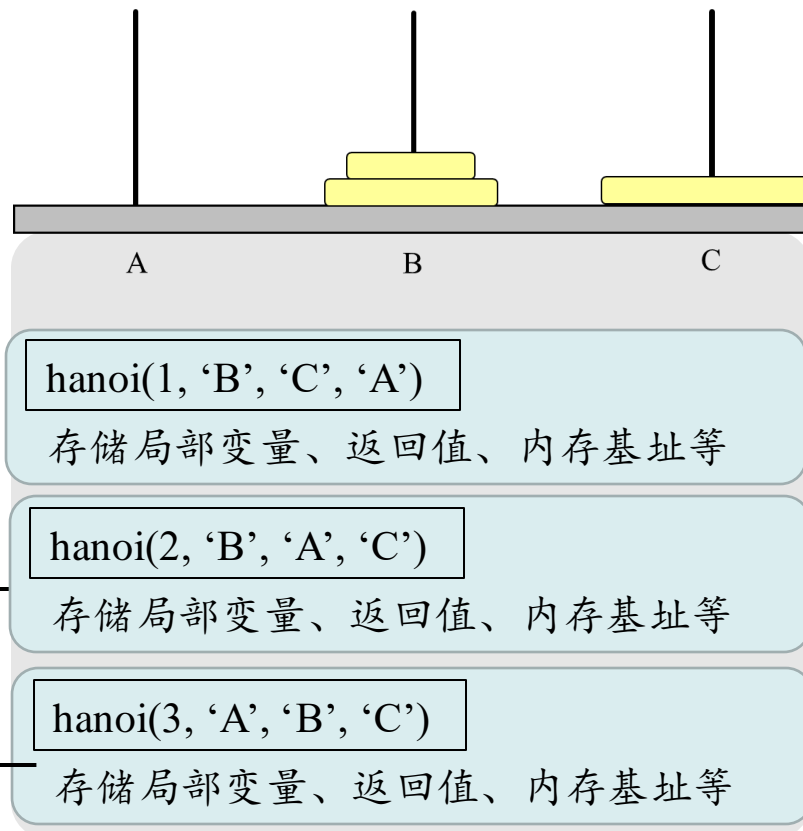 A B C
hanoi(1, ‘B’, ‘C’, ‘A’)
存储局部变量、返回值、内存基址等
hanoi(2, ‘B’, ‘A’, ‘C’)
存储局部变量、返回值、内存基址等
hanoi(3, ‘A’, ‘B’, ‘C’)
存储局部变量、返回值、内存基址等